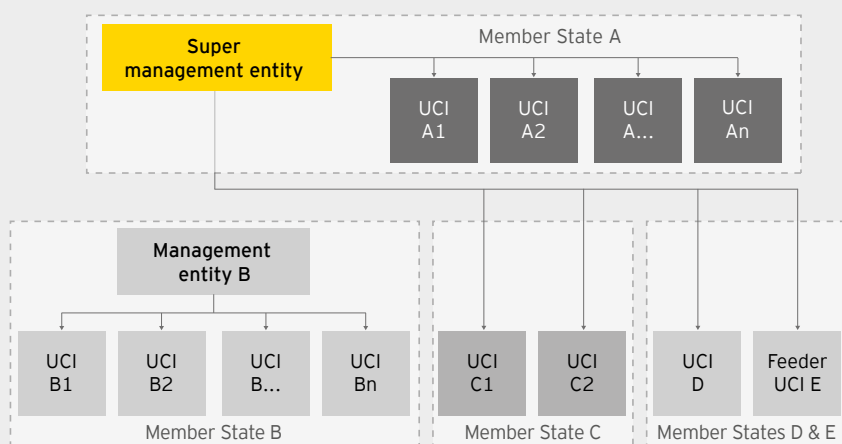 Super
management entity
Member State A
UCI
A1
UCI
A2
UCI
A...
UCI
An
Management
entity B
UCI
B1
UCI
B2
UCI
B...
UCI
Bn
Member State B
UCI
C1
UCI
C2
Member State C
UCI
D
Feeder
UCI E
Member States D & E